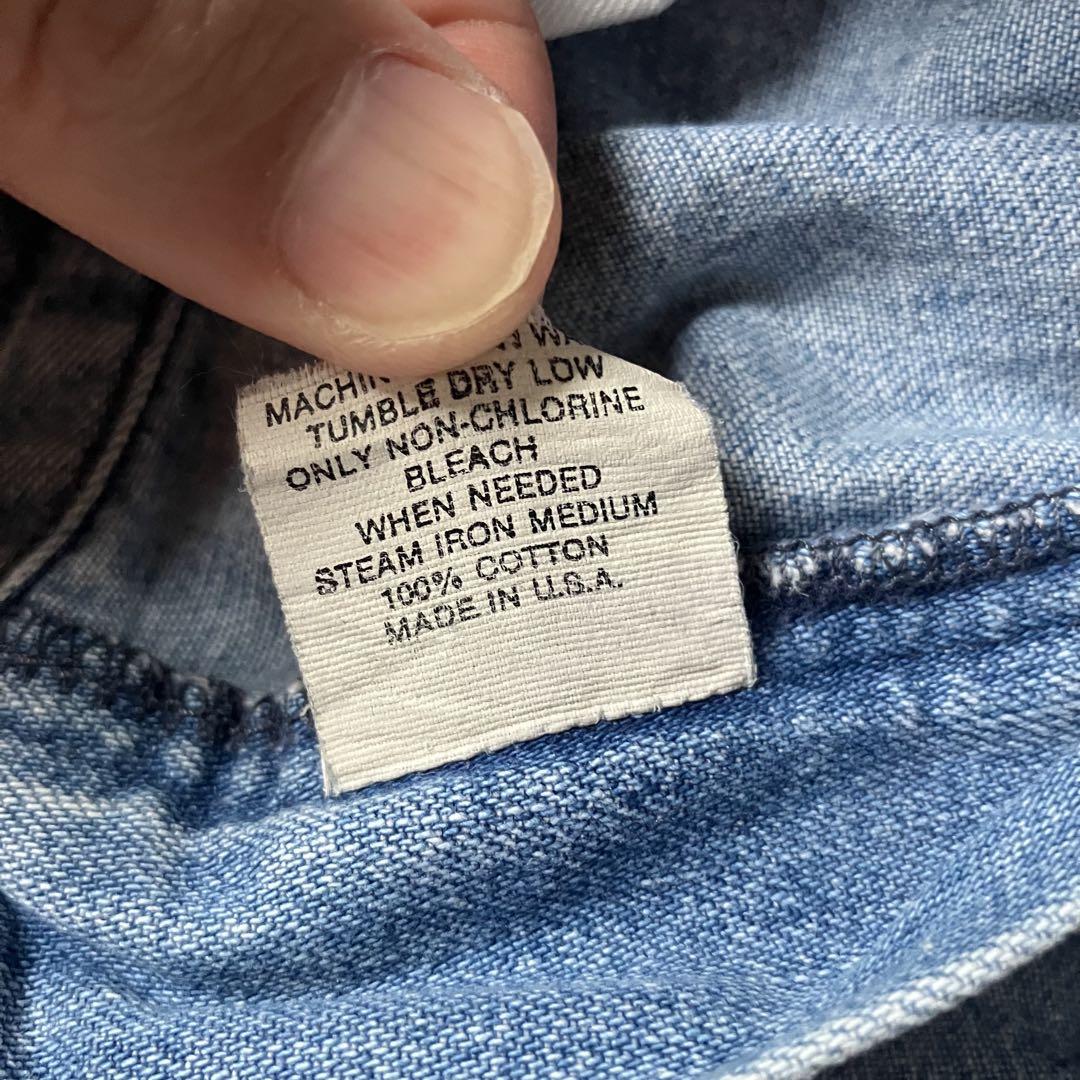 TUMBLE DRY LOW
ONLY NON-CHLORINE
BLEACH
WHEN NEEDED
STEAM IRON MEDIUM
100% COTTON
MADE IN U.S.A.